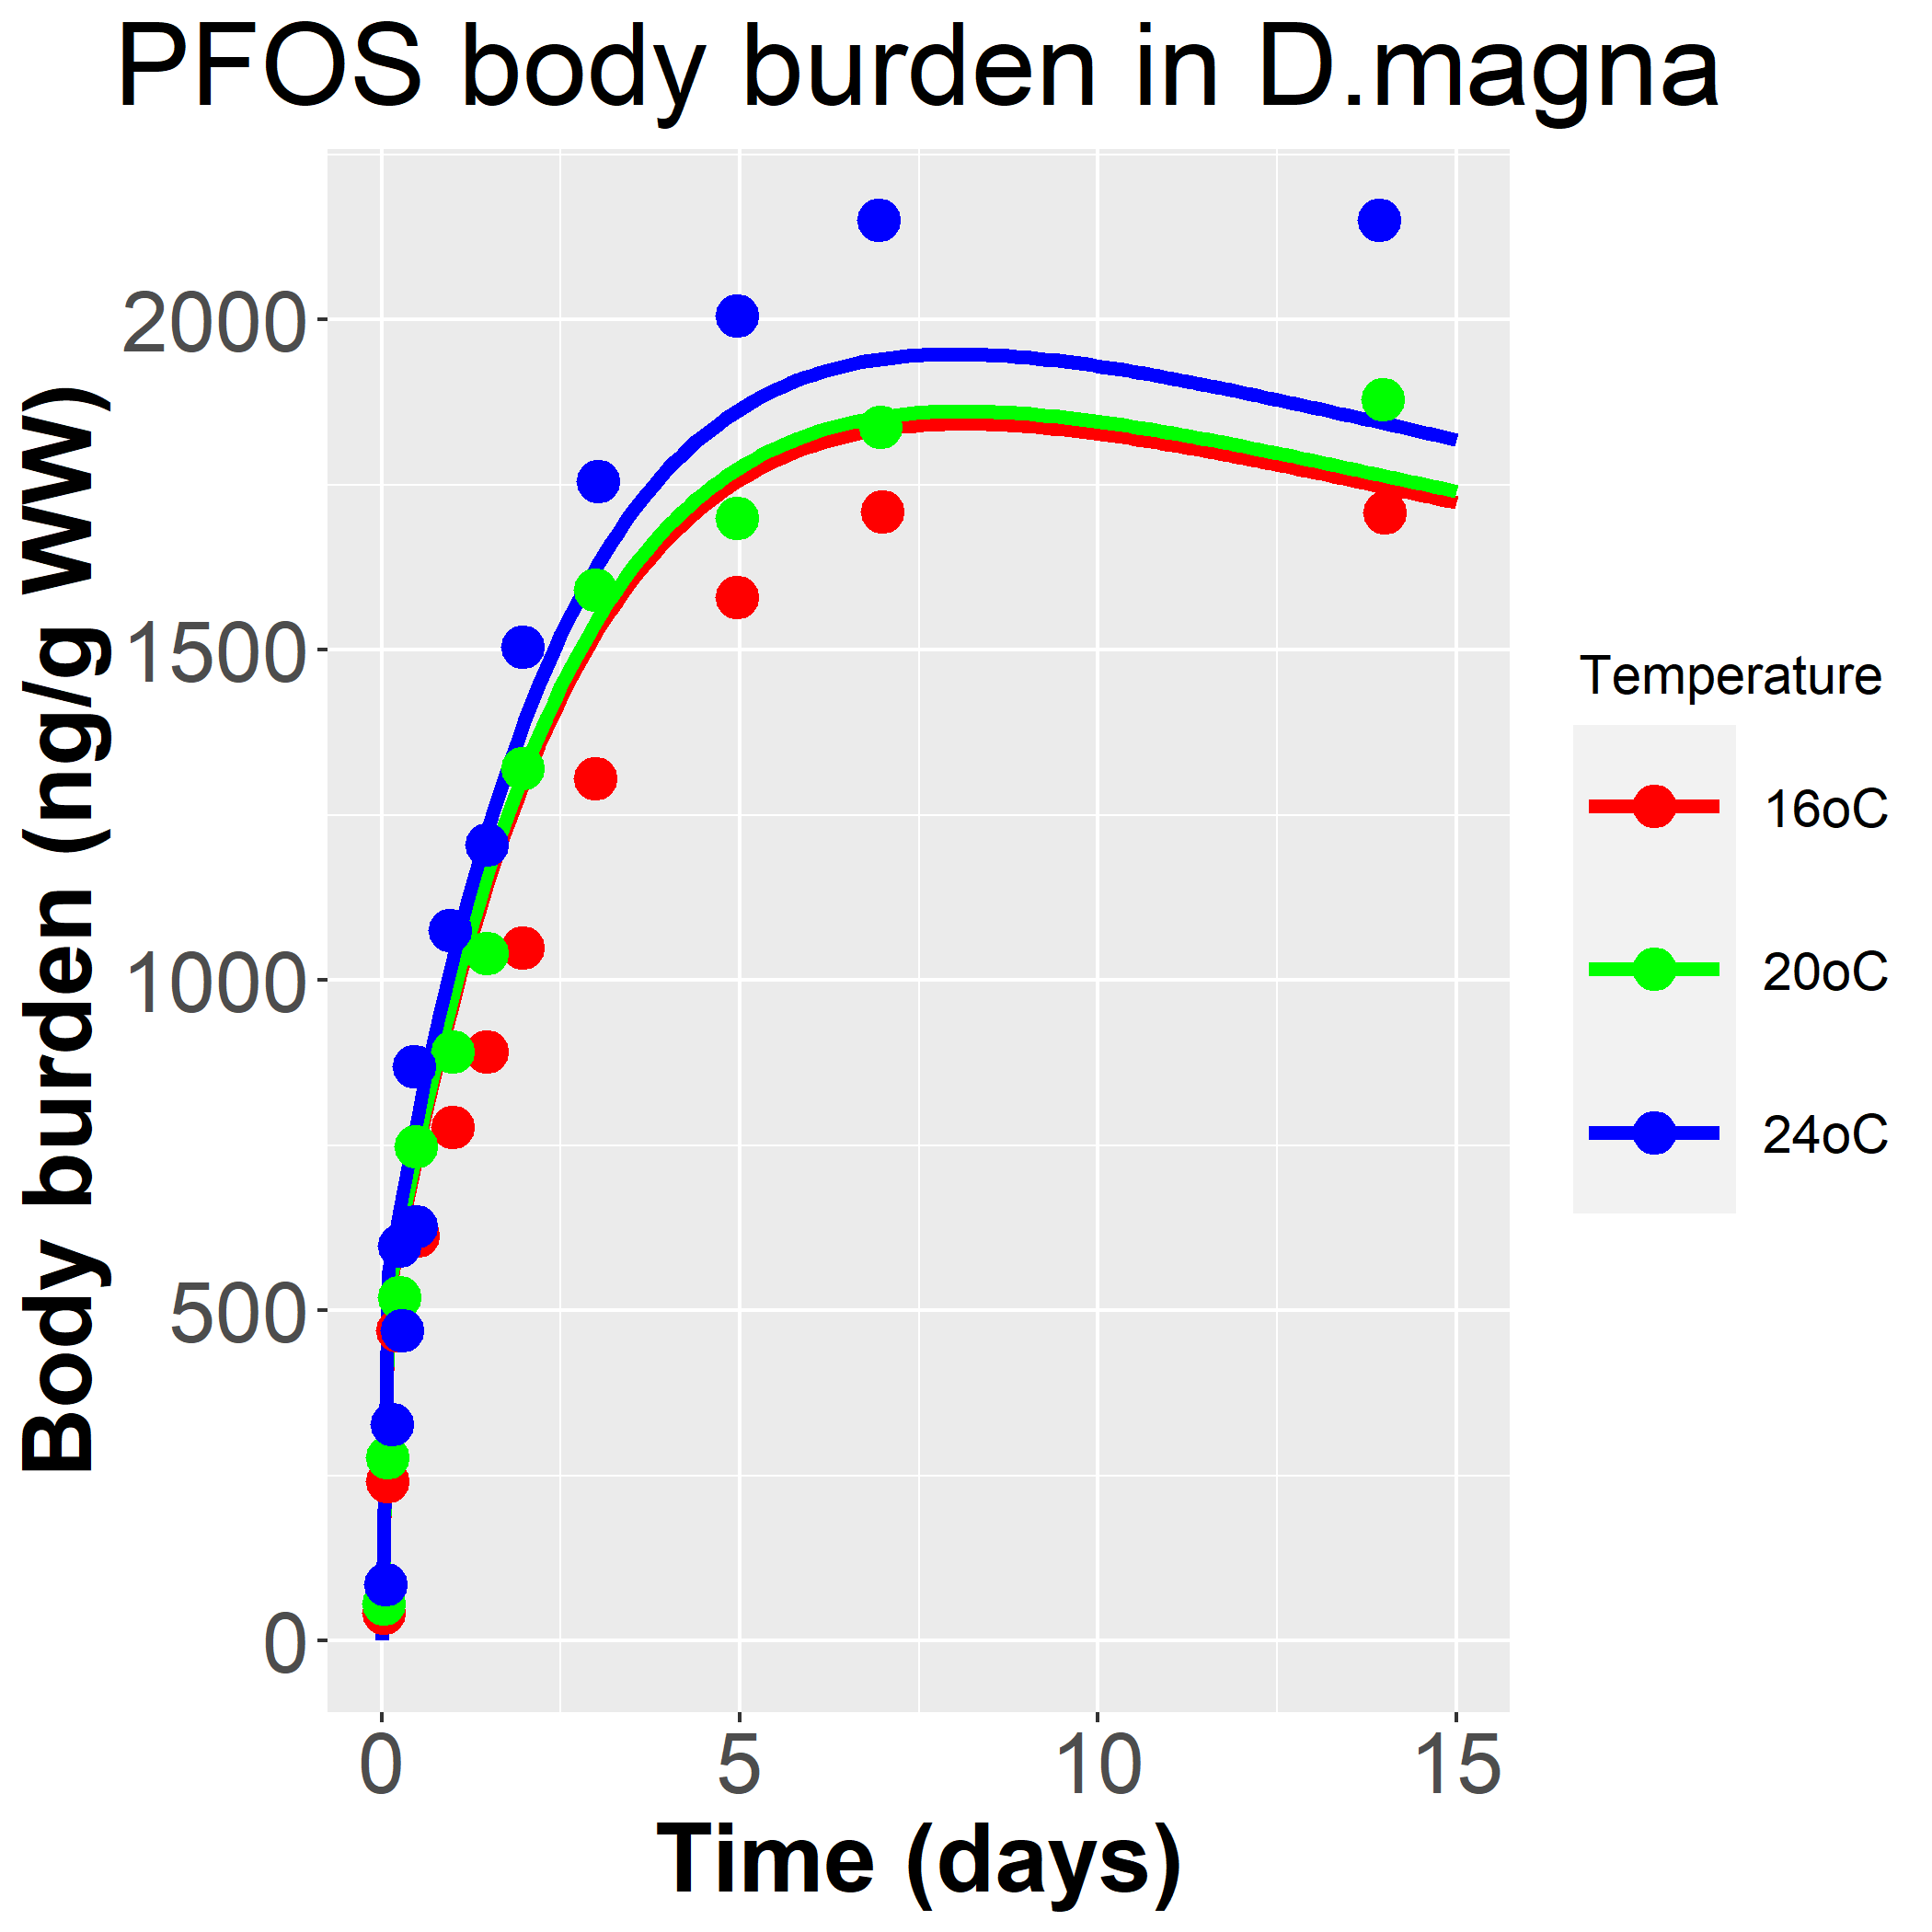 PFOS body burden in D.magna
Body burden (ng/g WW)
2000
1500
1000
500
0
0 5 10 15
Time (days)
Temperature
16oC
20oC
24oC